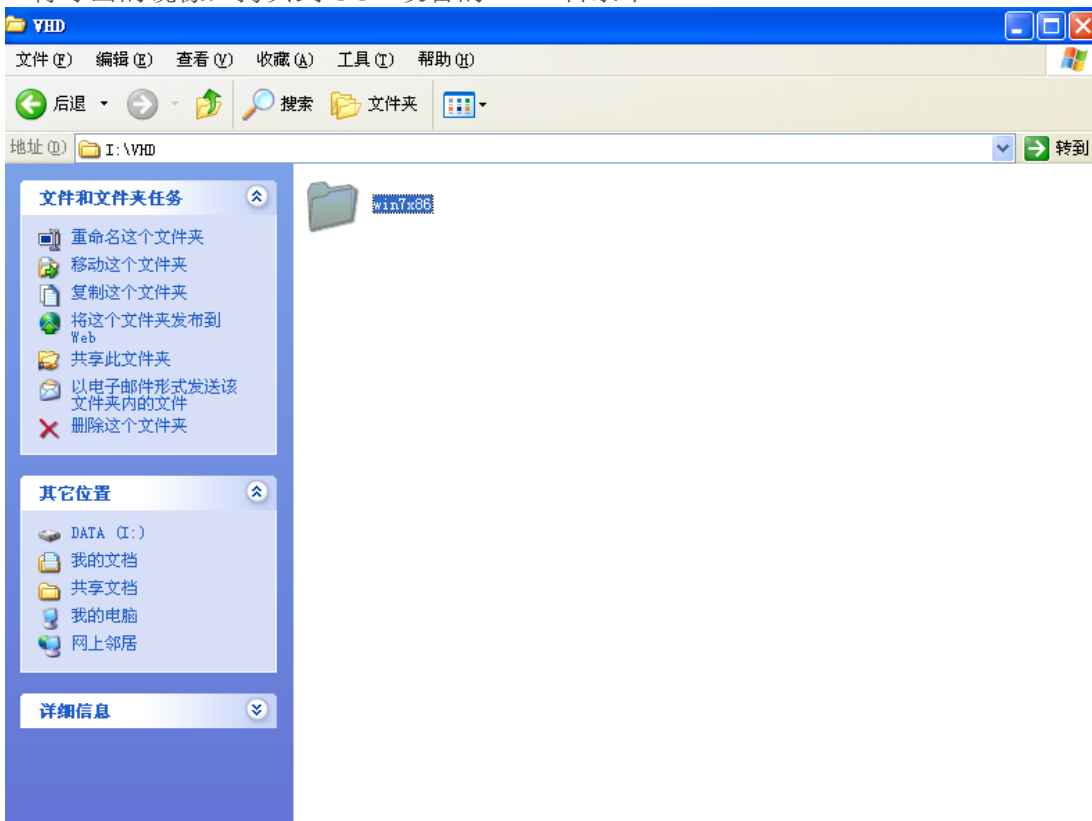 VHD
文件(F) 编辑(E) 查看(V) 收藏(A) 工具(T) 帮助(H)
后退 搜索 文件夹
地址(D) I:\VHD 转到
文件和文件夹任务
重命名这个文件夹
移动这个文件夹
复制这个文件夹
将这个文件夹发布到
Web
共享此文件夹
以电子邮件形式发送该
文件夹内的文件
删除这个文件夹
其它位置
DATA (I:)
我的文档
共享文档
我的电脑
网上邻居
详细信息
win7x86